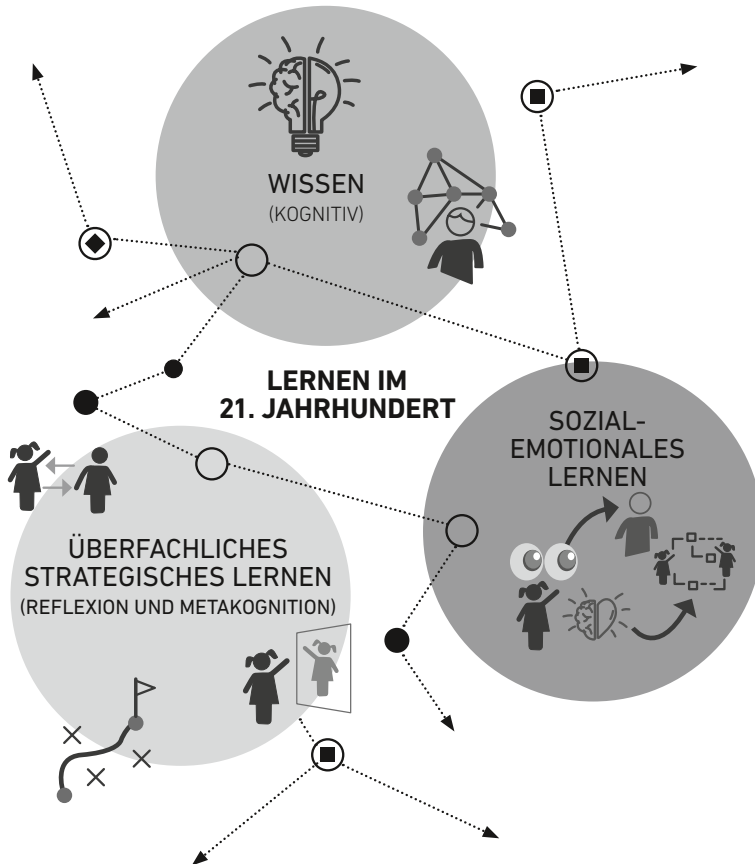 WISSEN
(KOGNITIV)
LERNEN IM
21. JAHRHUNDERT
SOZIAL-
EMOTIONALES
LERNEN
ÜBERFACHLICHES
STRATEGISCHES LERNEN
(REFLEXION UND METAKOGNITION)